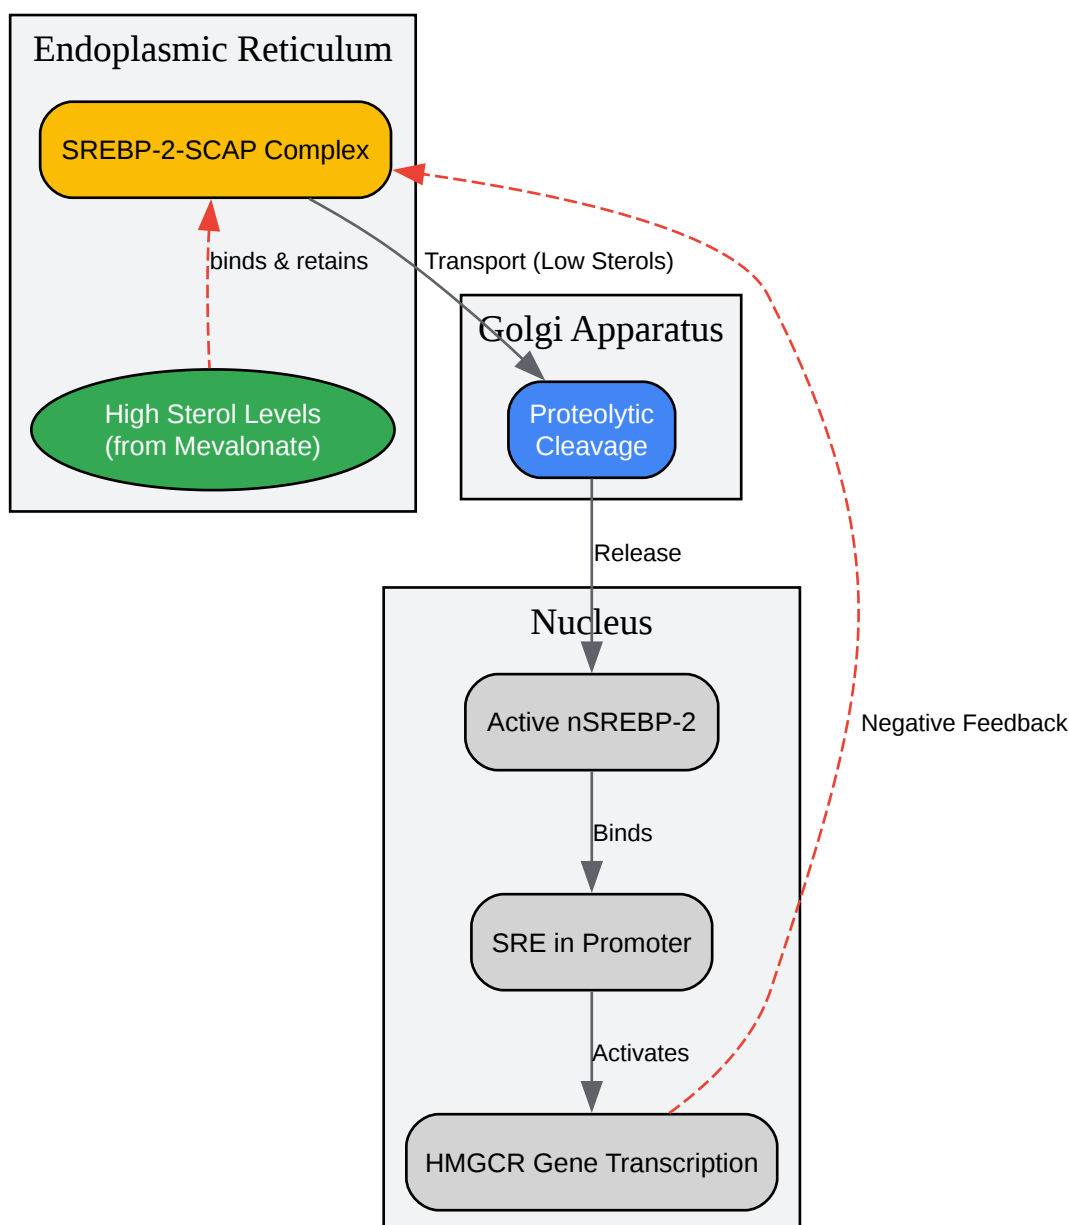 Endoplasmic Reticulum
SREBP-2-SCAP Complex
binds & retains
Transport (Low Sterols)
High Sterol Levels
(from Mevalonate)
Golgi Apparatus
Proteolytic
Cleavage
Release
Nucleus
Active nSREBP-2
Negative Feedback
Binds
SRE in Promoter
Activates
HMGCR Gene Transcription